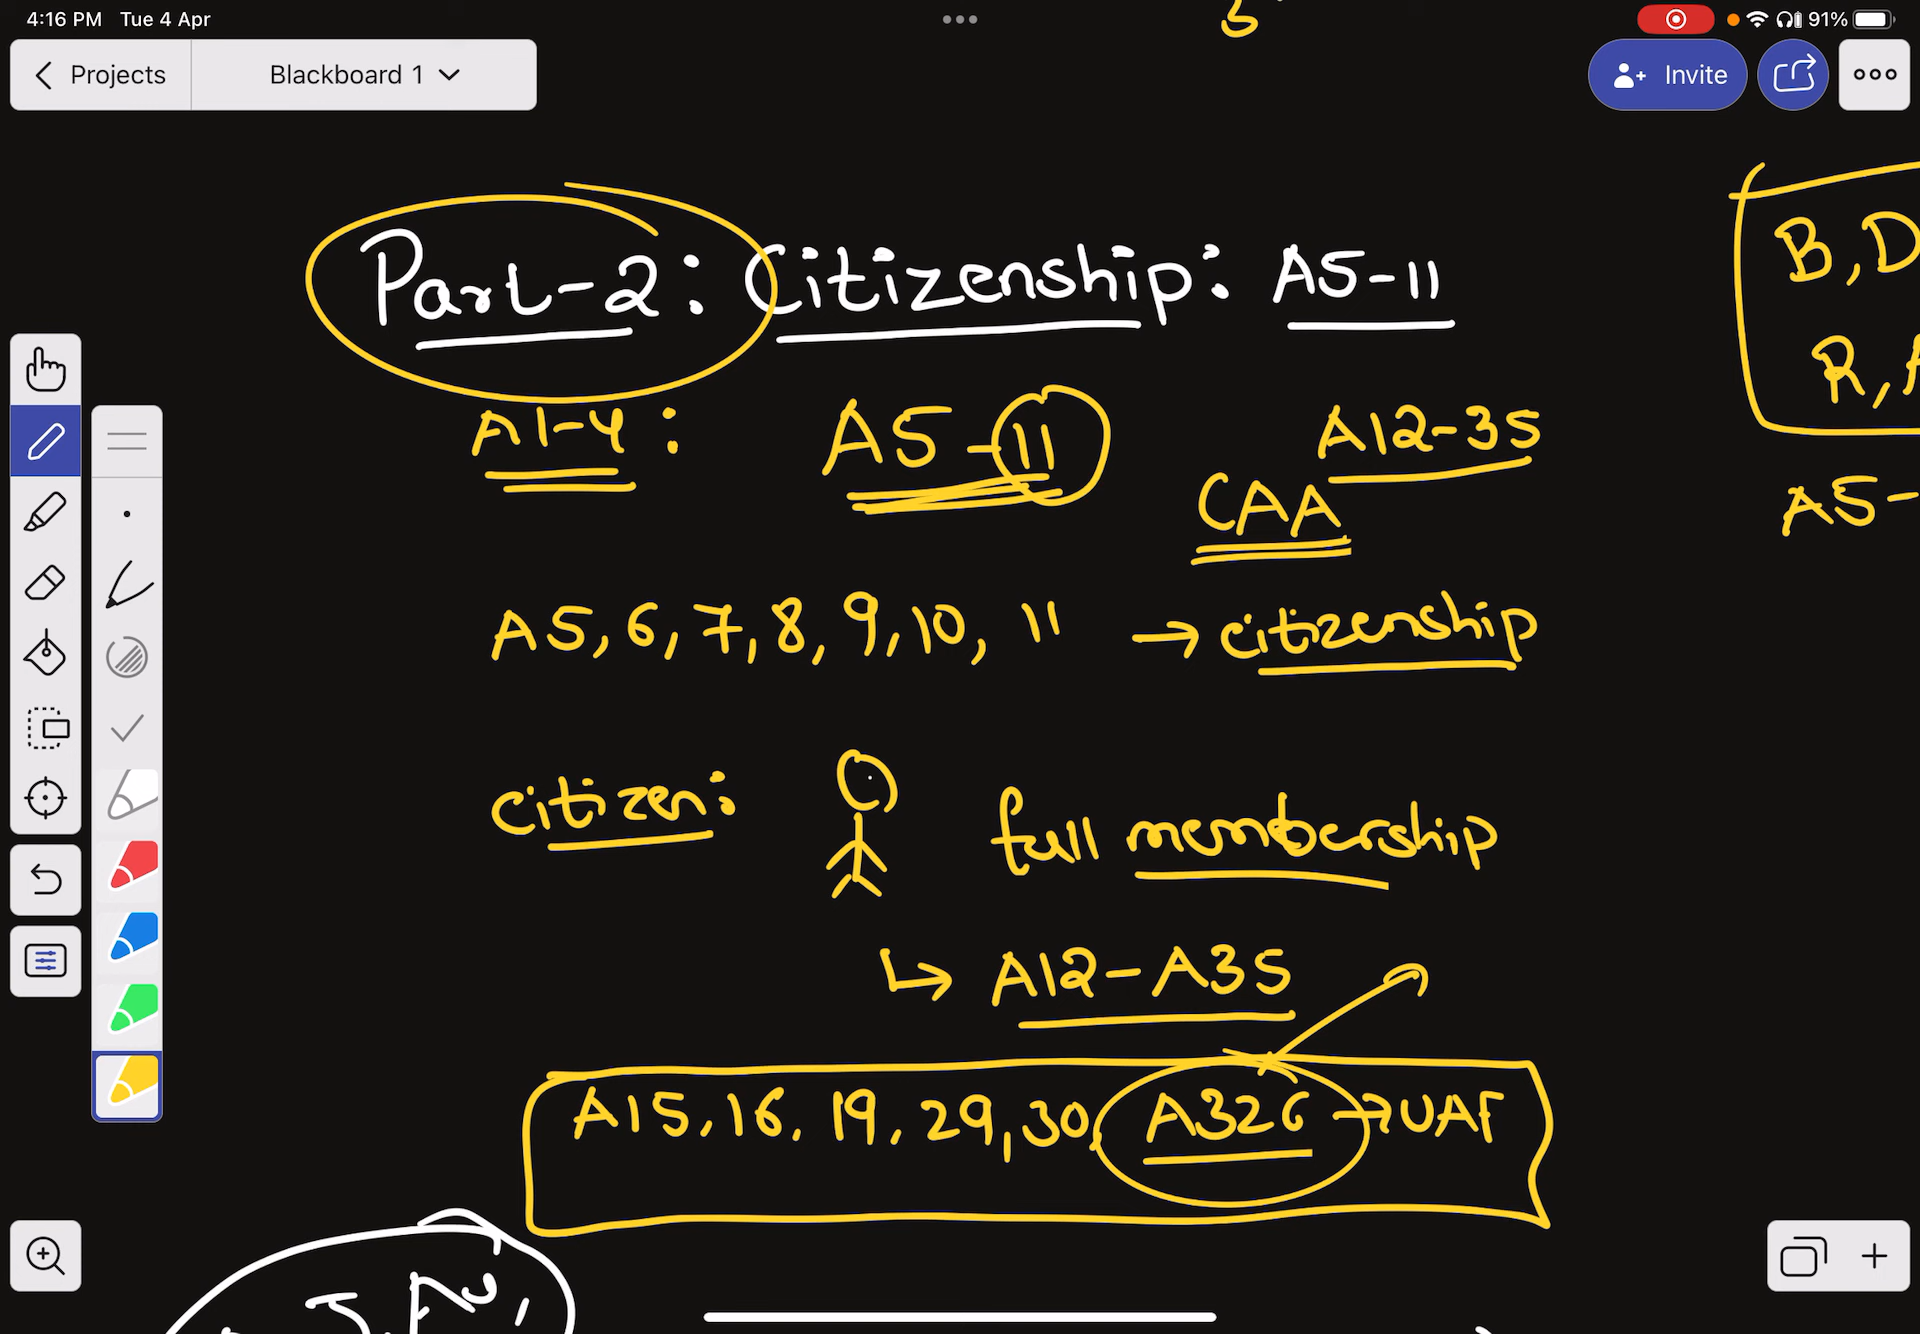 4:16 PM Tue 4 Apr
91%
Projects
Blackboard 1
Invite
B, D
R, A
A5-
Part-2: Citizenship: A5-11
A1-4: A5-11 A12-35
CAA
A5, 6, 7, 8, 9, 10, 11 → citizenship
citizen: full membership
↳ A12-A35
A15, 16, 19, 29, 30, A326 → UAF